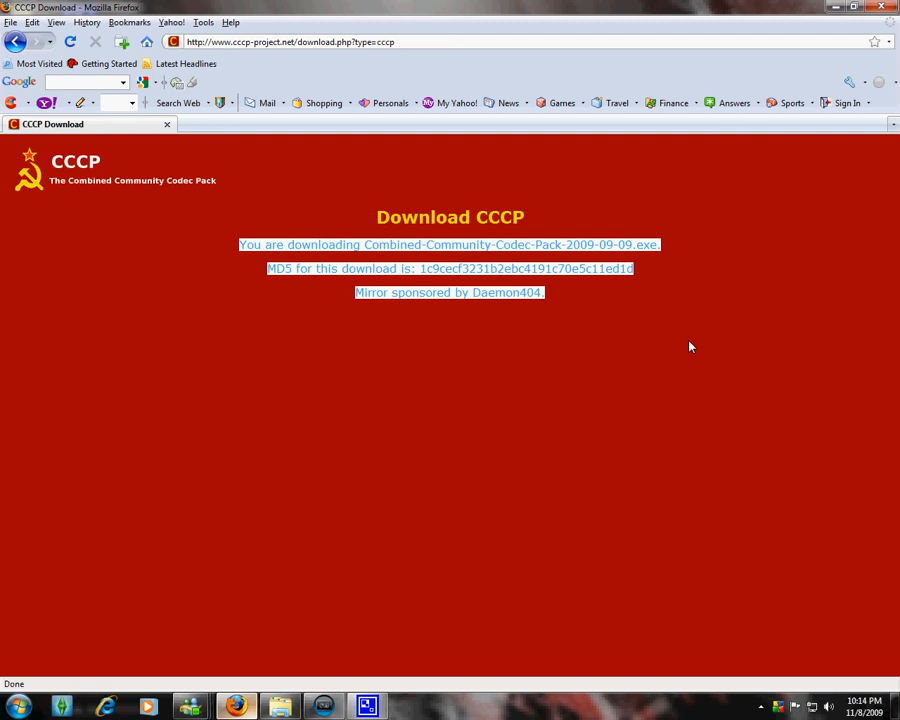 CCCP Download - Mozilla Firefox
File Edit View History Bookmarks Yahoo! Tools Help
http://www.cccp-project.net/download.php?type=cccp
Most Visited Getting Started Latest Headlines
Google
Y! Search Web Mail Shopping Personals My Yahoo! News Games Travel Finance Answers Sports Sign In
CCCP Download
CCCP
The Combined Community Codec Pack
Download CCCP
You are downloading Combined-Community-Codec-Pack-2009-09-09.exe.
MD5 for this download is: 1c9cecf3231b2ebc4191c70e5c11ed1d
Mirror sponsored by Daemon404.
Done
10:14 PM
11/8/2009